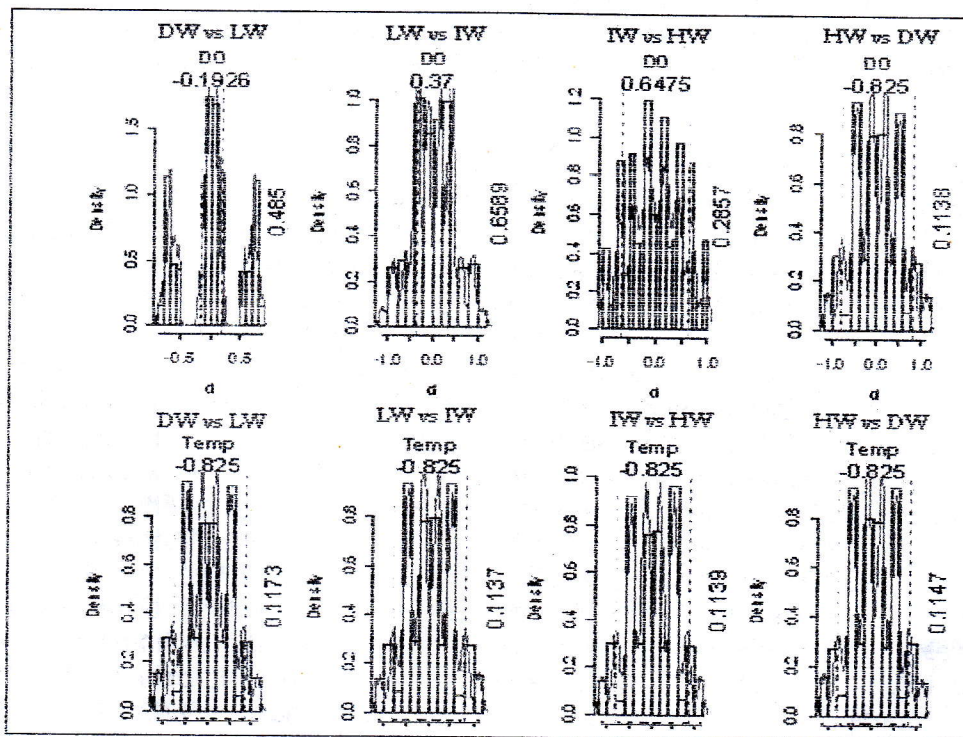 DW vs LW
DO
-0.1926
Density
0.0
0.5
1.0
1.5
0.485
-0.5
0.5
d
LW vs IW
DO
0.37
Density
0.0
0.2
0.4
0.6
0.8
1.0
0.6589
-1.0
0.0
1.0
d
IW vs HW
DO
0.6475
Density
0.0
0.2
0.4
0.6
0.8
1.0
1.2
0.2857
-1.0
0.0
1.0
d
HW vs DW
DO
-0.825
Density
0.0
0.2
0.4
0.6
0.8
0.1138
-1.0
0.0
1.0
d
DW vs LW
Temp
-0.825
Density
0.0
0.2
0.4
0.6
0.8
0.1173
LW vs IW
Temp
-0.825
Density
0.0
0.2
0.4
0.6
0.8
0.1137
IW vs HW
Temp
-0.825
Density
0.0
0.2
0.4
0.6
0.8
1.0
0.1139
HW vs DW
Temp
-0.825
Density
0.0
0.2
0.4
0.6
0.8
0.1147